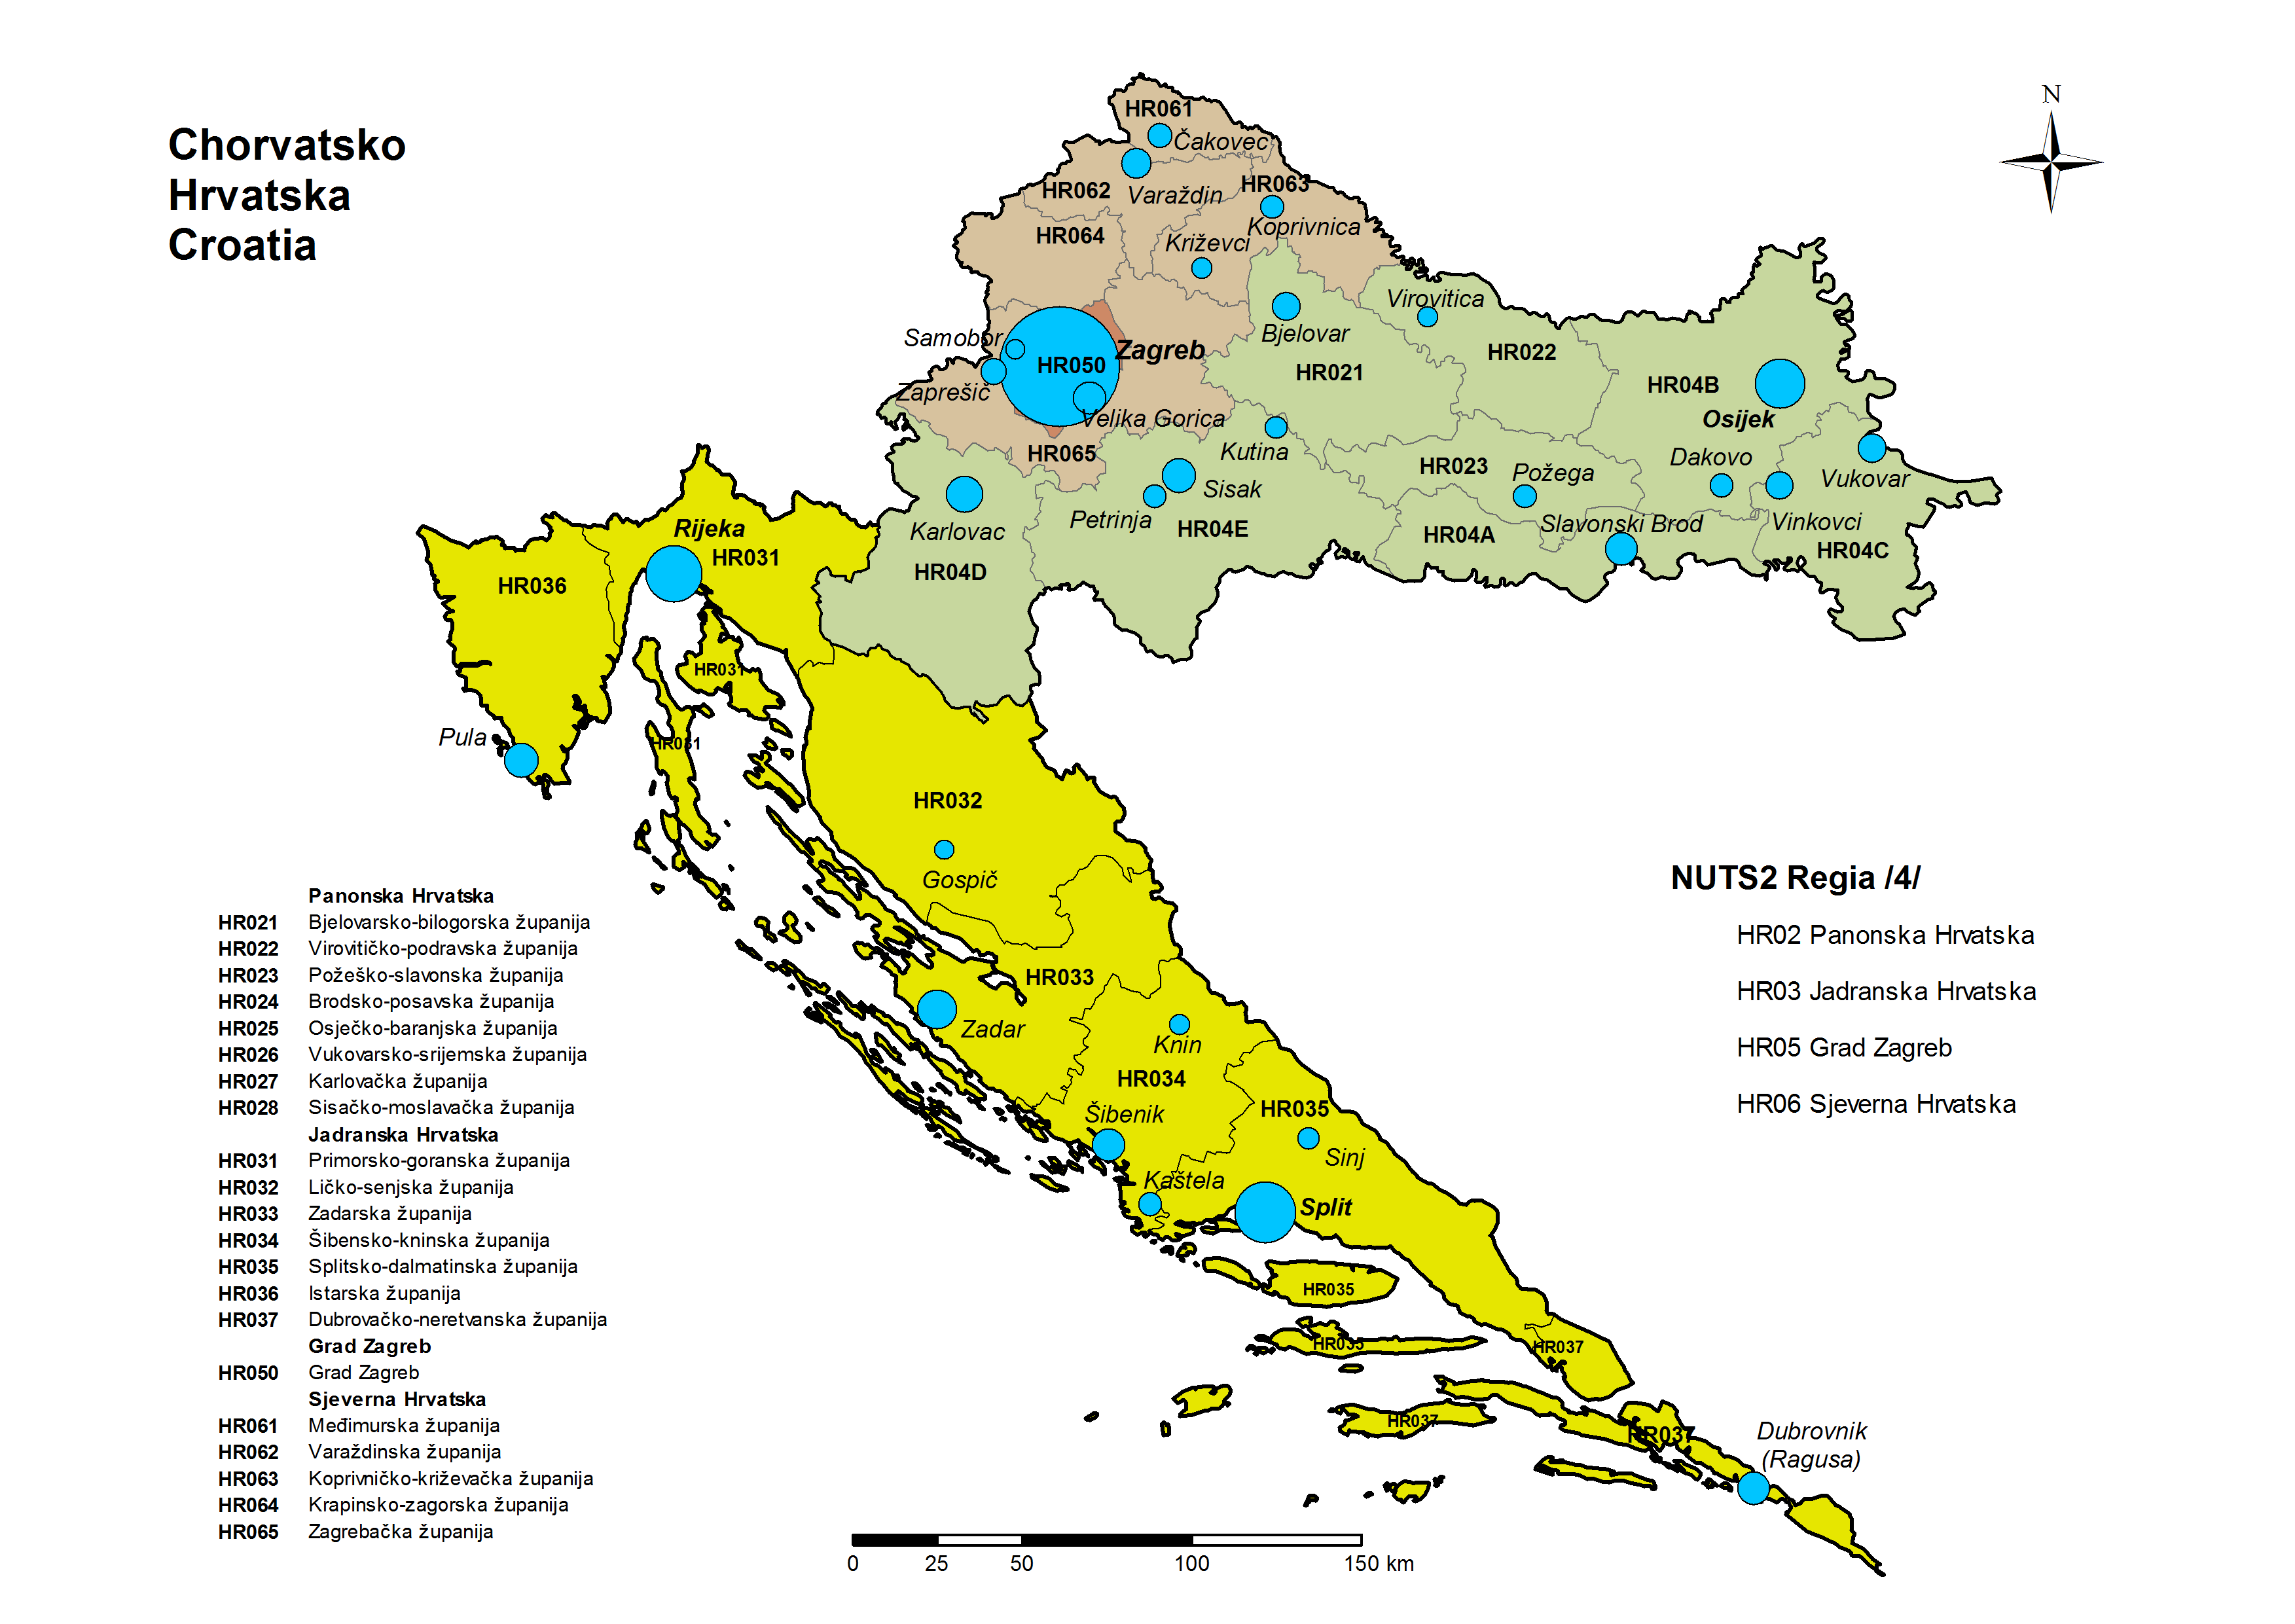 Chorvatsko
Hrvatska
Croatia
N
HR061
Čakovec
HR062
Varaždin
HR063
Koprivnica
HR064
Križevci
Virovitica
Samobor
Bjelovar
HR050
Zagreb
HR022
HR021
HR04B
Zaprešič
Velika Gorica
Osijek
HR065
Kutina
HR023
Požega
Dakovo
Vukovar
Sisak
Petrinja
HR04E
Karlovac
HR04A
Slavonski Brod
Vinkovci
HR04C
Rijeka
HR031
HR04D
HR036
HR031
HR031
Pula
HR032
Gospič
HR033
Zadar
Knin
HR034
Šibenik
HR035
Sinj
Kaštela
Split
HR035
HR035
HR037
HR037
HR037
Dubrovnik
(Ragusa)
NUTS2 Regia /4/
HR02 Panonska Hrvatska
HR03 Jadranska Hrvatska
HR05 Grad Zagreb
HR06 Sjeverna Hrvatska
Panonska Hrvatska
HR021 Bjelovarsko-bilogorska županija
HR022 Virovitičko-podravska županija
HR023 Požeško-slavonska županija
HR024 Brodsko-posavska županija
HR025 Osječko-baranjska županija
HR026 Vukovarsko-srijemska županija
HR027 Karlovačka županija
HR028 Sisačko-moslavačka županija
Jadranska Hrvatska
HR031 Primorsko-goranska županija
HR032 Ličko-senjska županija
HR033 Zadarska županija
HR034 Šibensko-kninska županija
HR035 Splitsko-dalmatinska županija
HR036 Istarska županija
HR037 Dubrovačko-neretvanska županija
Grad Zagreb
HR050 Grad Zagreb
Sjeverna Hrvatska
HR061 Međimurska županija
HR062 Varaždinska županija
HR063 Koprivničko-križevačka županija
HR064 Krapinsko-zagorska županija
HR065 Zagrebačka županija
0 25 50 100 150 km